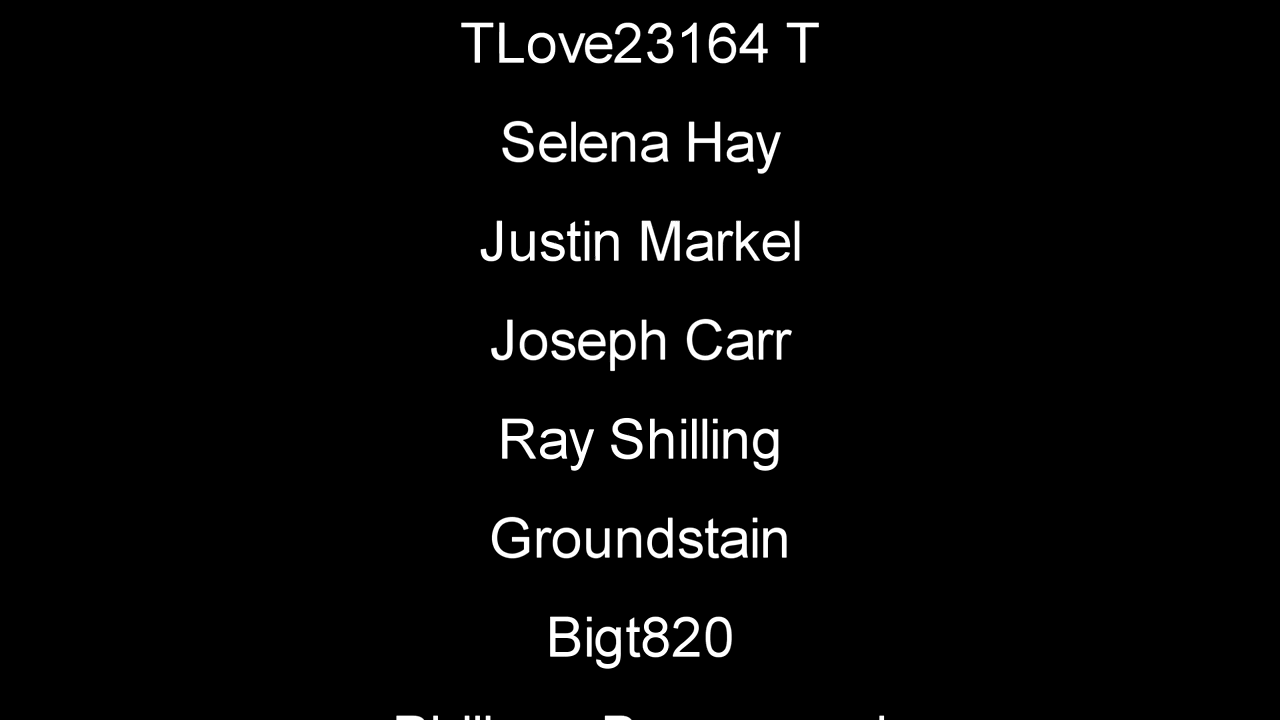 TLove23164 T
Selena Hay
Justin Markel
Joseph Carr
Ray Shilling
Groundstain
Bigt820